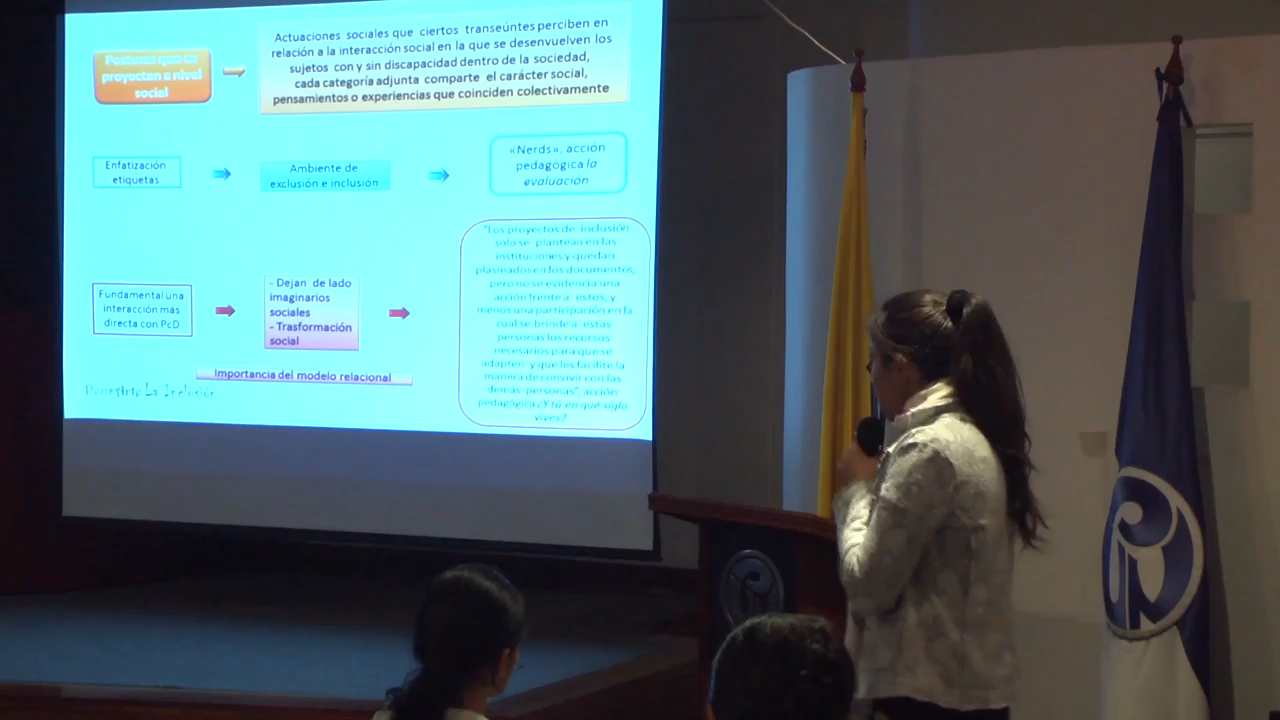 Posturas que se
proyectan a nivel
social
Actuaciones sociales que ciertos transeúntes perciben en
relación a la interacción social en la que se desenvuelven los
sujetos con y sin discapacidad dentro de la sociedad,
cada categoría adjunta comparte el carácter social,
pensamientos o experiencias que coinciden colectivamente
Enfatización
etiquetas
Ambiente de
exclusión e inclusión
«Nerds», acción
pedagógica la
evaluación
Fundamental una
interacción más
directa con PcD
- Dejan de lado
imaginarios
sociales
- Trasformación
social
"Los proyectos de inclusión
solo se plantean en las
instituciones y quedan
plasmados en los documentos,
pero no se evidencia una
acción frente a estos, y
menos una participación en la
cual se brinde a estas
personas los recursos
necesarios para que se
adapten y que les facilite la
manera de convivir con las
demás personas", acción
pedagógica ¿Y tú en qué siglo
vives?
Importancia del modelo relacional
La Inclusión